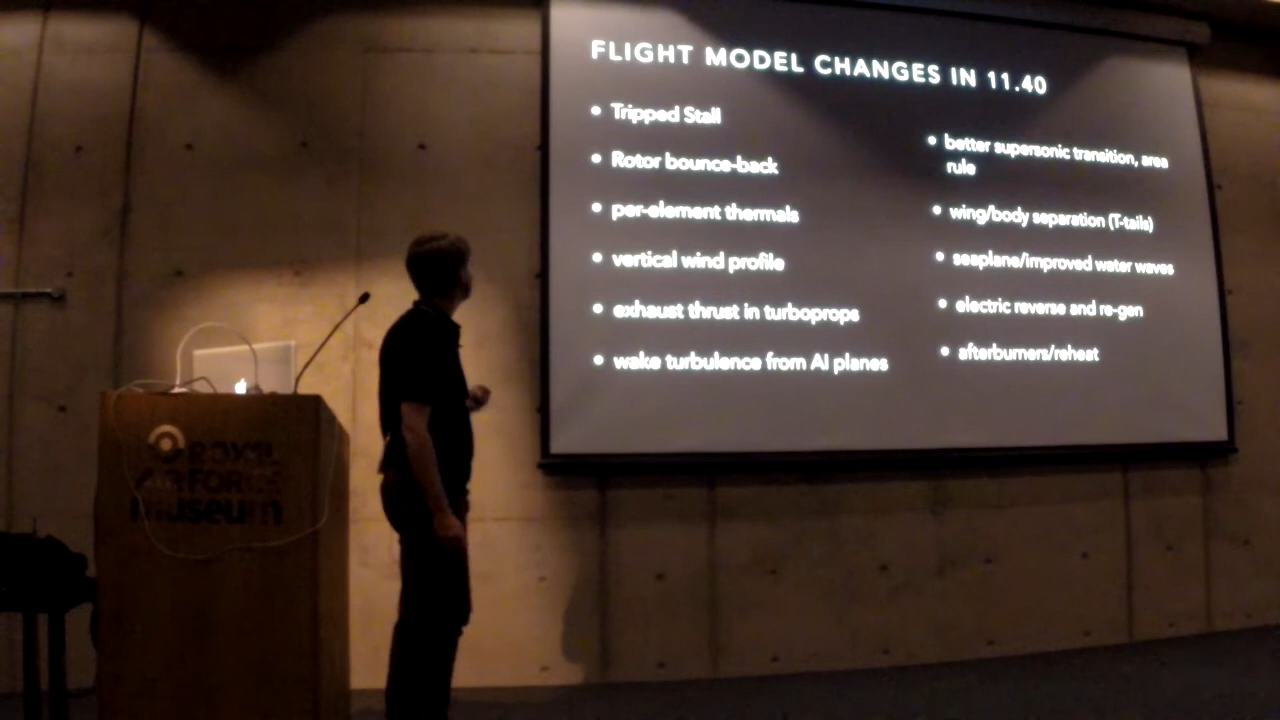 FLIGHT MODEL CHANGES IN 11.40
• Tripped Stall
• Rotor bounce-back
• per-element thermals
• vertical wind profile
• exhaust thrust in turboprops
• wake turbulence from AI planes
• better supersonic transition, area
rule
• wing/body separation (T-tails)
• seaplane/improved water waves
• electric reverse and re-gen
• afterburners/reheat
ROYAL
AIR FORCE
museum